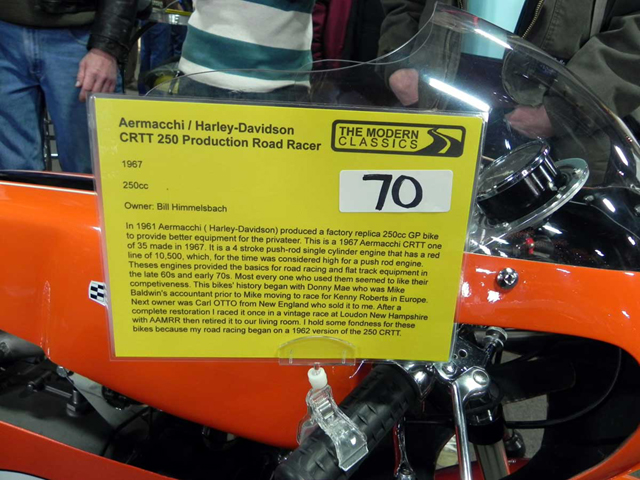 Aermacchi / Harley-Davidson
CRTT 250 Production Road Racer
THE MODERN
CLASSICS
1967
250cc
70
Owner: Bill Himmelsbach
In 1961 Aermacchi ( Harley-Davidson) produced a factory replica 250cc GP bike
to provide better equipment for the privateer. This is a 1967 Aermacchi CRTT one
of 35 made in 1967. It is a 4 stroke push-rod single cylinder engine that has a red
line of 10,500, which, for the time was considered high for a push rod engine.
Theses engines provided the basics for road racing and flat track equipment in
the late 60s and early 70s. Most every one who used them seemed to like their
competiveness. This bikes' history began with Donny Mae who was Mike
Baldwin's accountant prior to Mike moving to race for Kenny Roberts in Europe.
Next owner was Carl OTTO from New England who sold it to me. After a
complete restoration I raced it once in a vintage race at Loudon New Hampshire
with AAMRR then retired it to our living room. I hold some fondness for these
bikes because my road racing began on a 1962 version of the 250 CRTT.